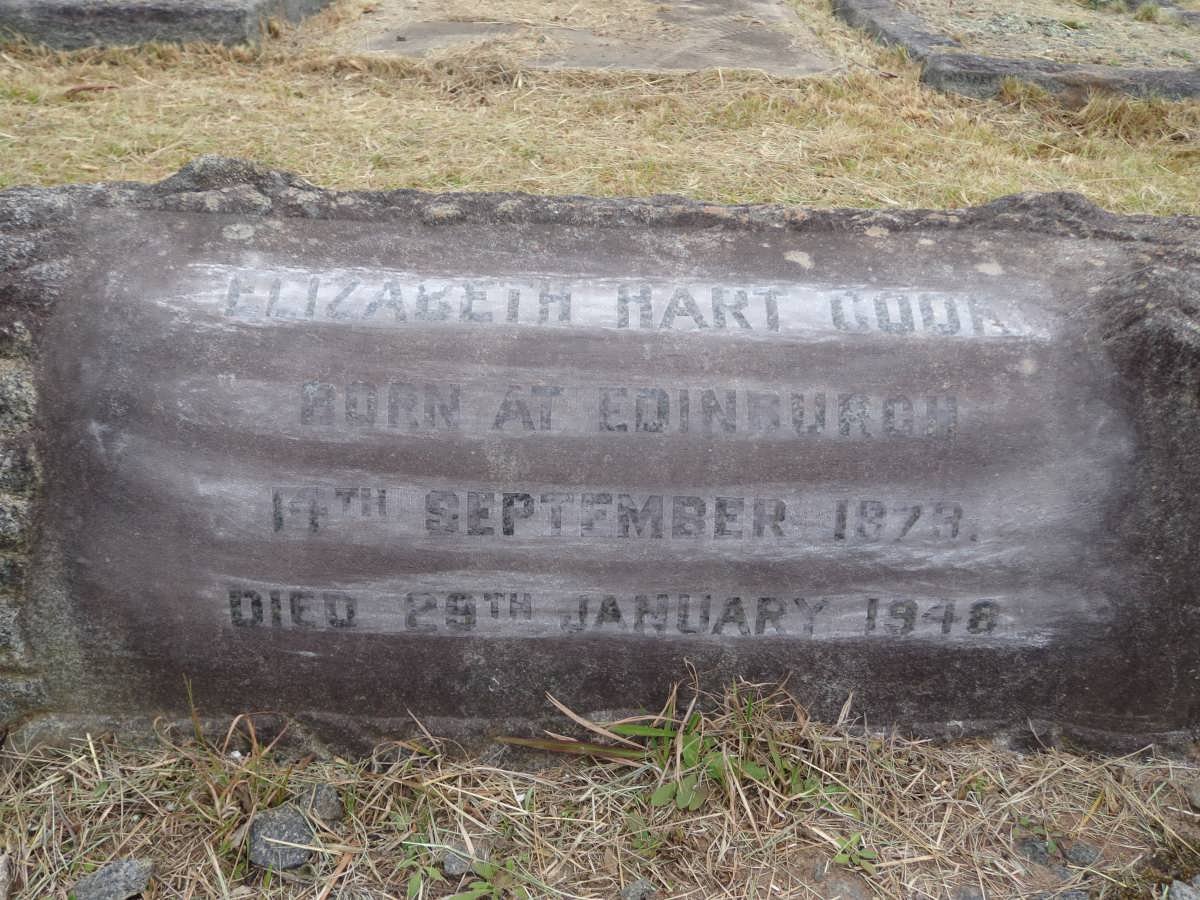 ELIZABETH HART COOK
BORN AT EDINBURGH
14TH SEPTEMBER 1873.
DIED 29TH JANUARY 1948